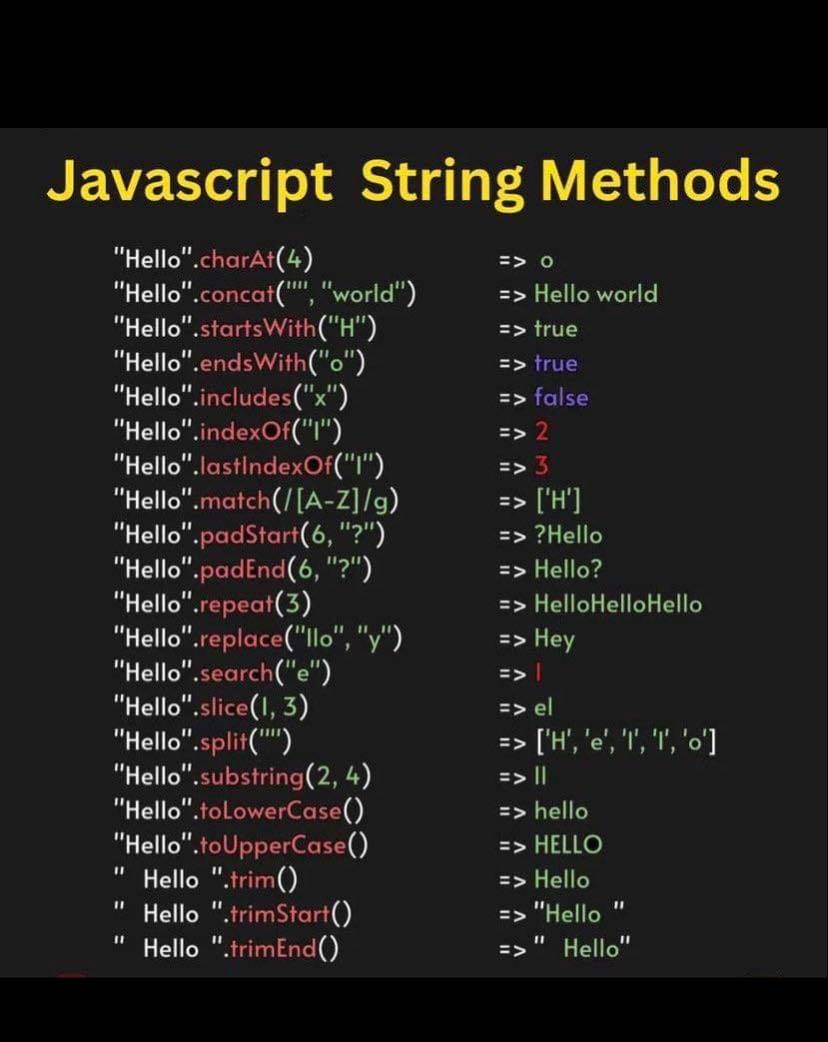 Javascript String Methods
"Hello".charAt(4) => o
"Hello".concat("", "world") => Hello world
"Hello".startsWith("H") => true
"Hello".endsWith("o") => true
"Hello".includes("x") => false
"Hello".indexOf("l") => 2
"Hello".lastIndexOf("l") => 3
"Hello".match(/[A-Z]/g) => ['H']
"Hello".padStart(6, "?") => ?Hello
"Hello".padEnd(6, "?") => Hello?
"Hello".repeat(3) => HelloHelloHello
"Hello".replace("llo", "y") => Hey
"Hello".search("e") => 1
"Hello".slice(1, 3) => el
"Hello".split("") => ['H', 'e', 'l', 'l', 'o']
"Hello".substring(2, 4) => ll
"Hello".toLowerCase() => hello
"Hello".toUpperCase() => HELLO
"  Hello ".trim() => Hello
"  Hello ".trimStart() => "Hello "
"  Hello ".trimEnd() => "  Hello"